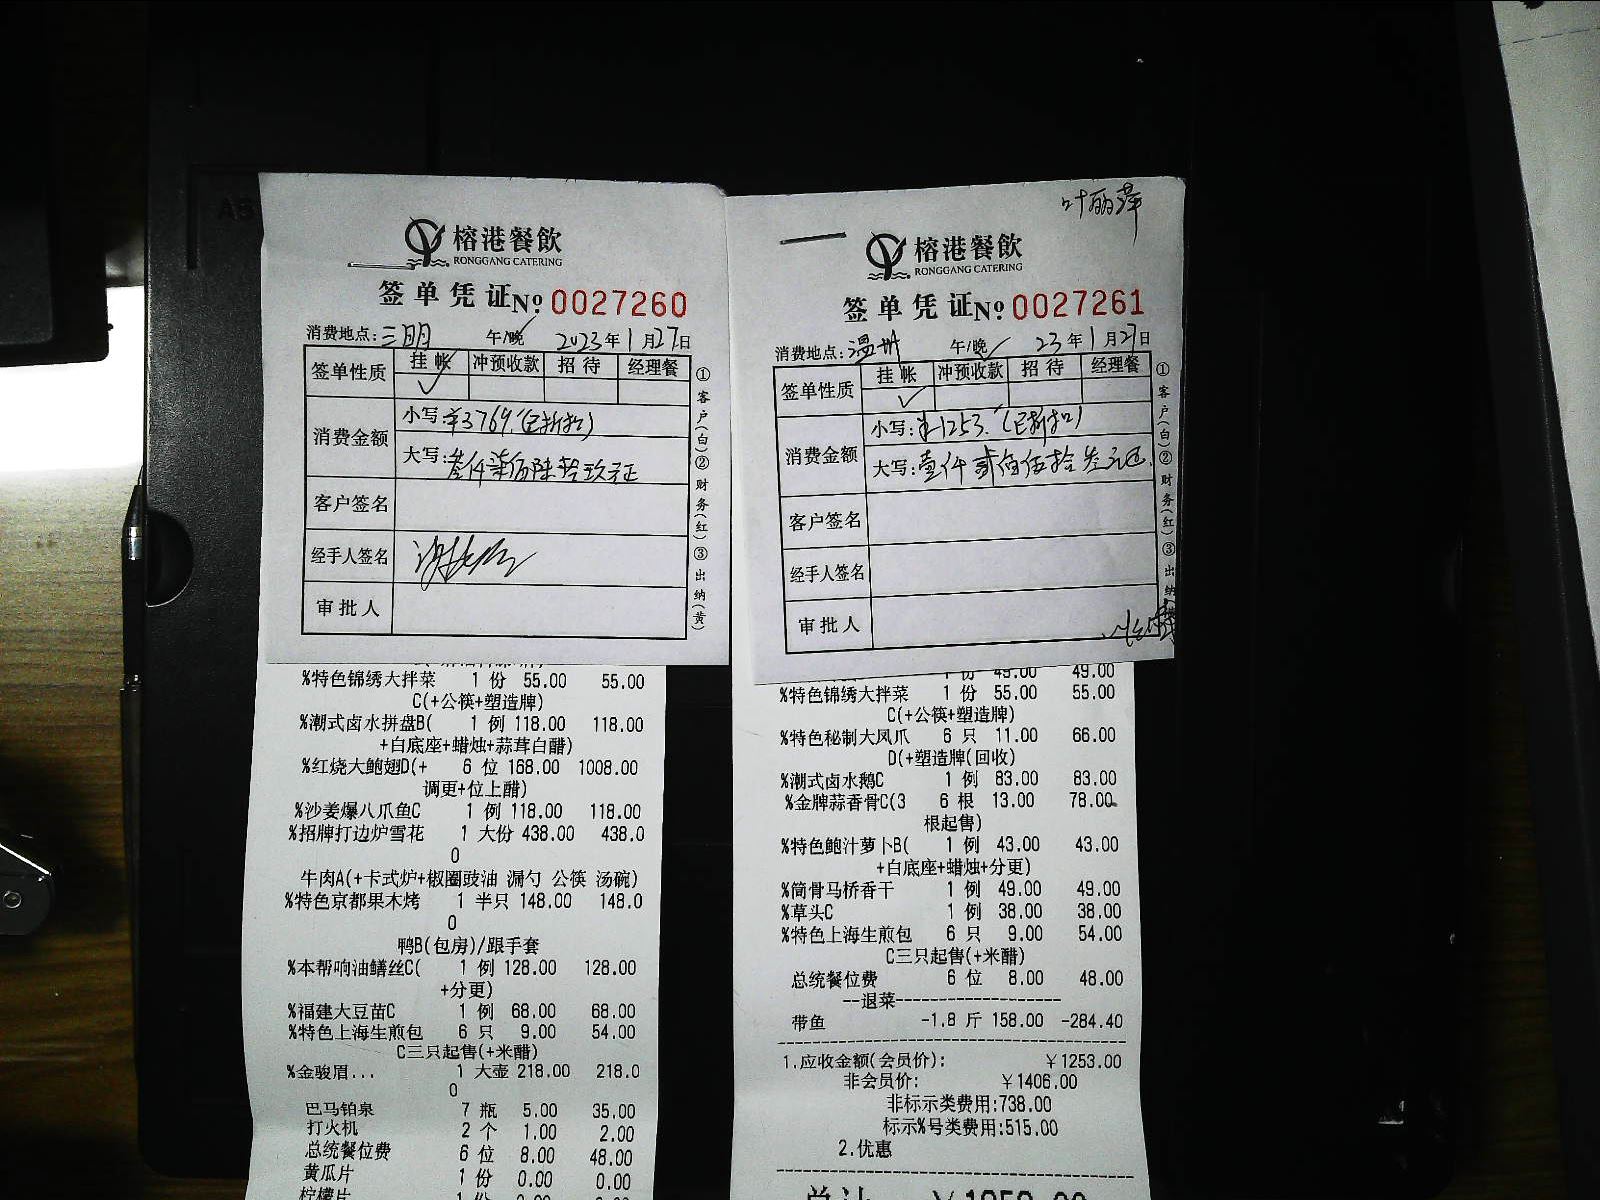 榕港餐飲
RONGGANG CATERING
签单凭证№ 0027260
消费地点:三明 午/晚 2023年1月27日
签单性质 挂帐 冲预收款 招待 经理餐
消费金额
小写:¥3769.(已折扣)
大写:叁仟柒佰陆拾玖元正
客户签名
经手人签名
审批人
①客户(白)②财务(红)③出纳(黄)
%特色锦绣大拌菜 1 份 55.00 55.00
C(+公筷+塑造牌)
%潮式卤水拼盘B( 1 例 118.00 118.00
+白底座+蜡烛+蒜茸白醋)
%红烧大鲍翅D(+ 6 位 168.00 1008.00
调更+位上醋)
%沙姜爆八爪鱼C 1 例 118.00 118.00
%招牌打边炉雪花 1 大份 438.00 438.0
0
牛肉A(+卡式炉+椒圈豉油 漏勺 公筷 汤碗)
%特色京都果木烤 1 半只 148.00 148.0
0
鸭B(包房)/跟手套
%本帮响油鳝丝C( 1 例 128.00 128.00
+分更)
%福建大豆苗C 1 例 68.00 68.00
%特色上海生煎包 6 只 9.00 54.00
C三只起售(+米醋)
%金骏眉... 1 大壶 218.00 218.0
0
巴马铂泉 7 瓶 5.00 35.00
打火机 2 个 1.00 2.00
总统餐位费 6 位 8.00 48.00
黄瓜片 1 份 0.00 0.00
柠檬片 1 份
叶丽萍
榕港餐飲
RONGGANG CATERING
签单凭证№ 0027261
消费地点:温州 午/晚 23年1月27日
签单性质 挂帐 冲预收款 招待 经理餐
消费金额
小写:¥1253.(已折扣)
大写:壹仟贰佰伍拾叁元正
客户签名
经手人签名
审批人
①客户(白)②财务(红)③出纳
1 份 49.00 49.00
%特色锦绣大拌菜 1 份 55.00 55.00
C(+公筷+塑造牌)
%特色秘制大凤爪 6 只 11.00 66.00
D(+塑造牌(回收)
%潮式卤水鹅C 1 例 83.00 83.00
%金牌蒜香骨C(3 6 根 13.00 78.00
根起售)
%特色鲍汁萝卜B( 1 例 43.00 43.00
+白底座+蜡烛+分更)
%筒骨马桥香干 1 例 49.00 49.00
%草头C 1 例 38.00 38.00
%特色上海生煎包 6 只 9.00 54.00
C三只起售(+米醋)
总统餐位费 6 位 8.00 48.00
--退菜--------------------
带鱼 -1.8 斤 158.00 -284.40
1.应收金额(会员价): ¥1253.00
非会员价: ¥1406.00
非标示类费用:738.00
标示%号类费用:515.00
2.优惠
总计 ¥1253.00